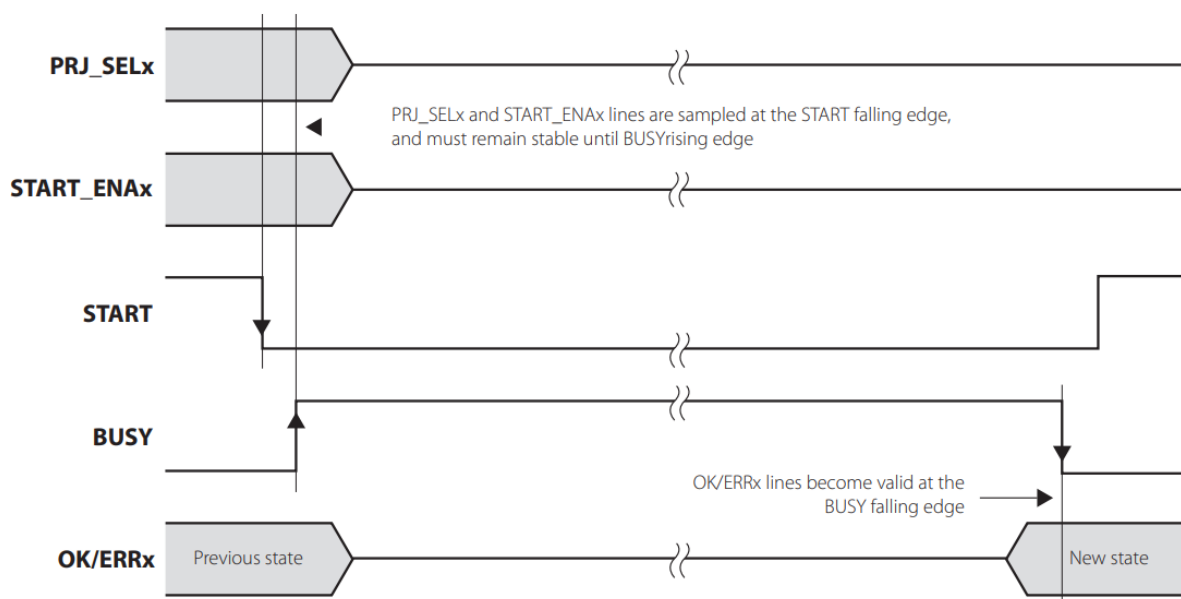 PRJ_SELx
PRJ_SELx and START_ENAx lines are sampled at the START falling edge,
and must remain stable until BUSYrising edge
START_ENAx
START
BUSY
OK/ERRx lines become valid at the
BUSY falling edge
OK/ERRx
Previous state
New state